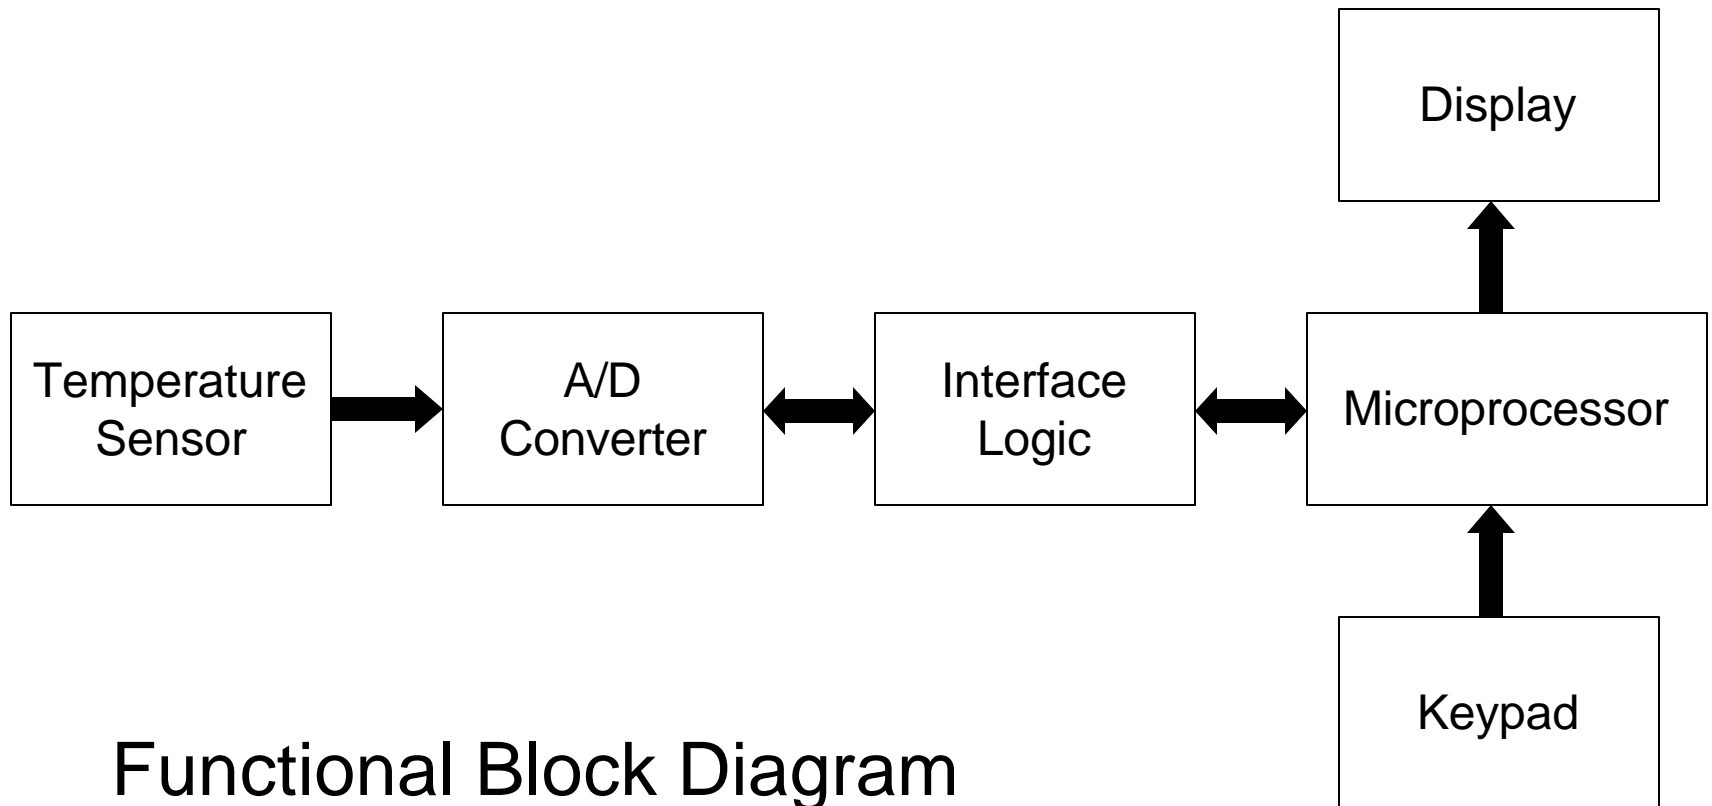 Display
Temperature
Sensor
A/D
Converter
Interface
Logic
Microprocessor
Keypad
Functional Block Diagram